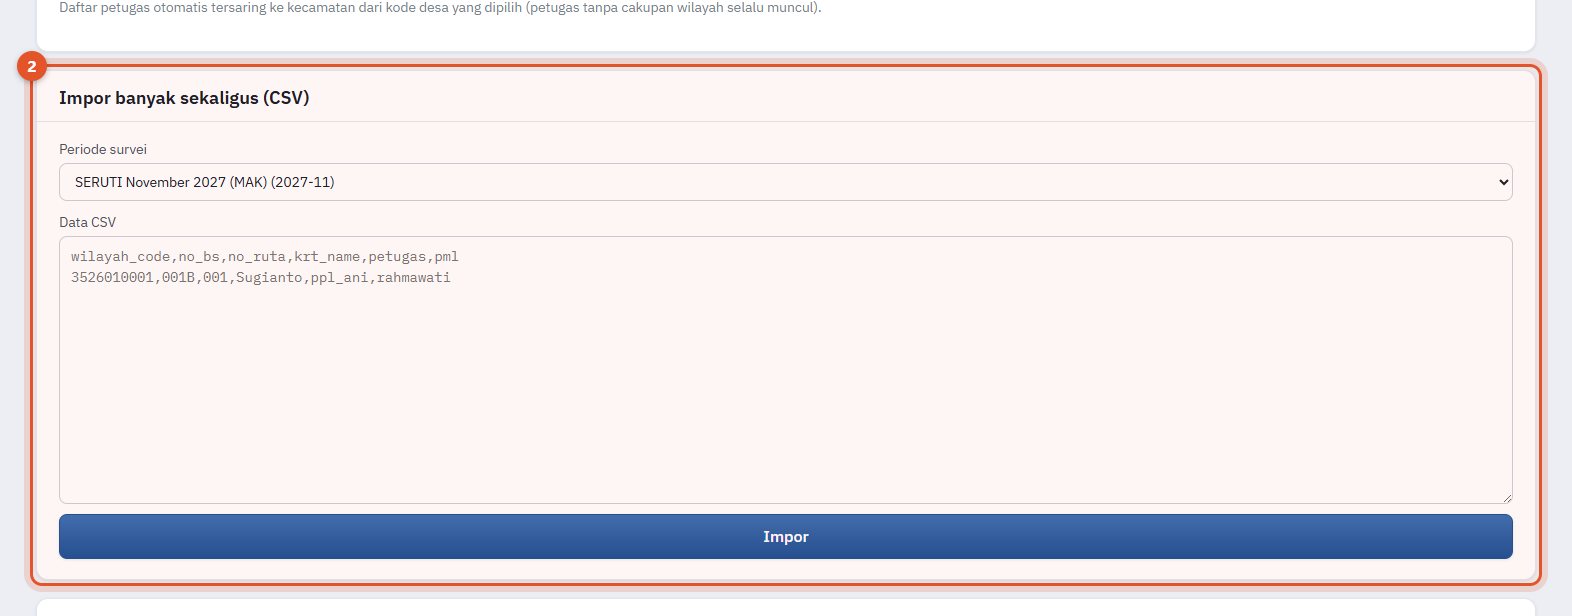 Daftar petugas otomatis tersaring ke kecamatan dari kode desa yang dipilih (petugas tanpa cakupan wilayah selalu muncul).
2
Impor banyak sekaligus (CSV)
Periode survei
SERUTI November 2027 (MAK) (2027-11)
Data CSV
wilayah_code,no_bs,no_ruta,krt_name,petugas,pml
3526010001,001B,001,Sugianto,ppl_ani,rahmawati
Impor